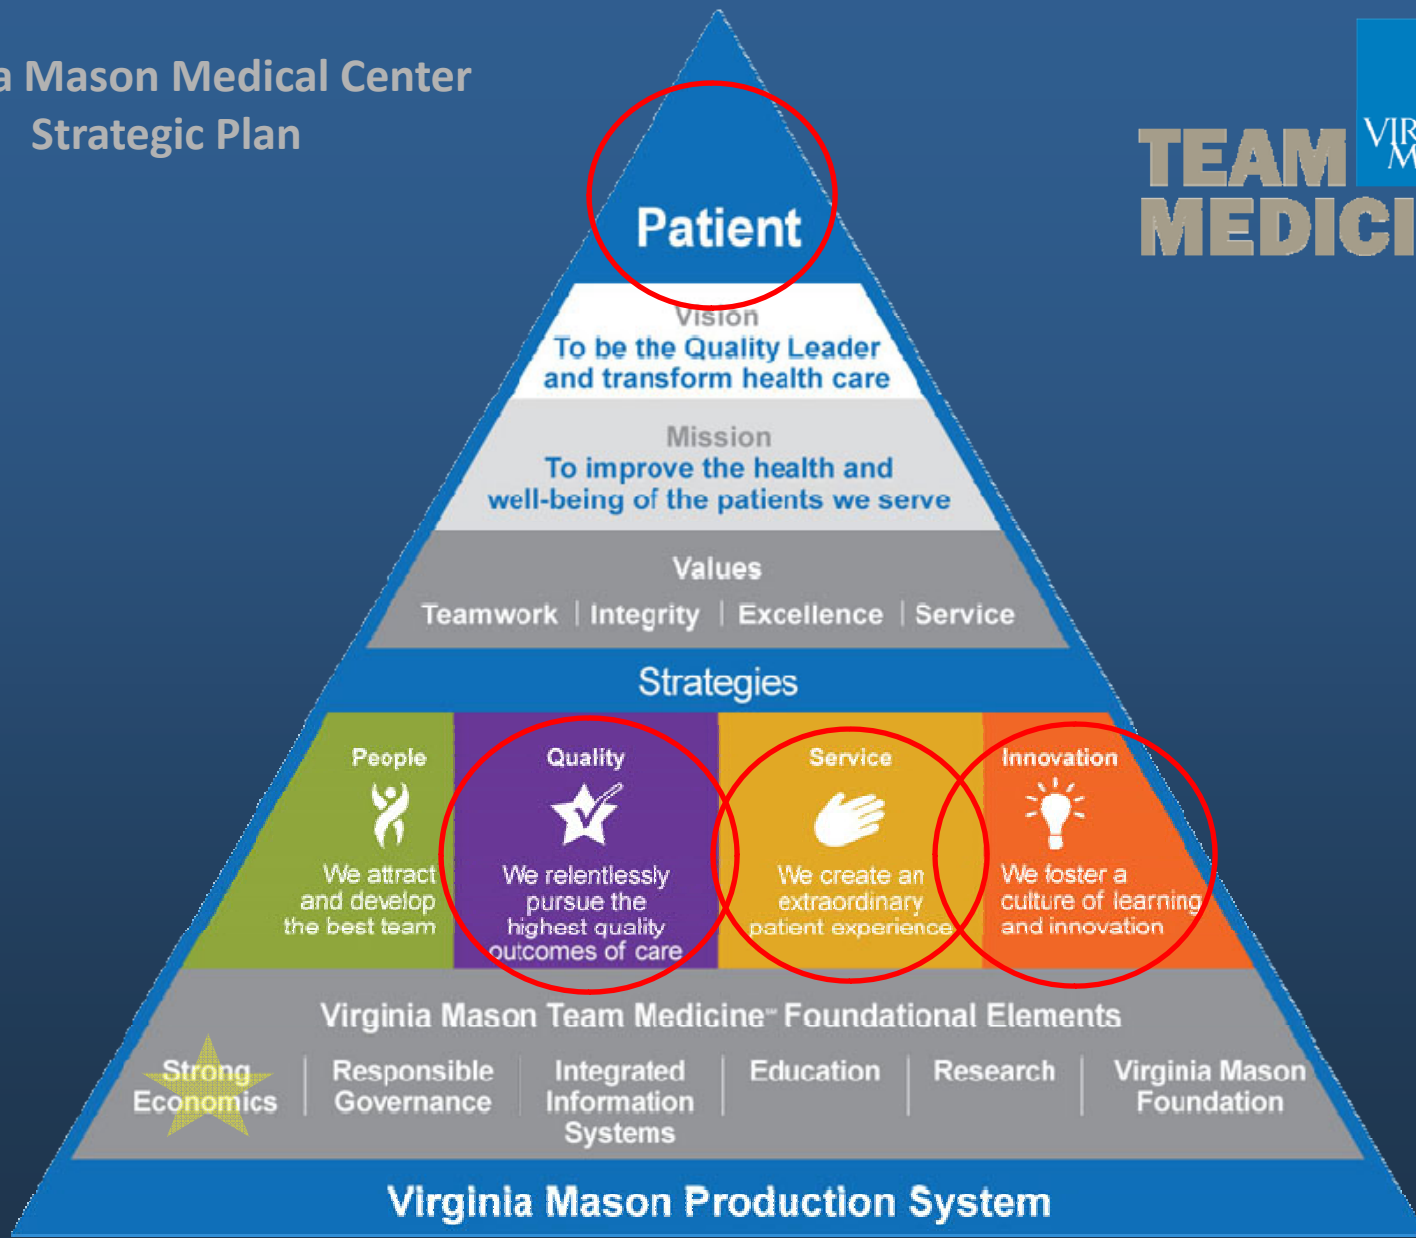 a Mason Medical Center
Strategic Plan
TEAM
MEDICI
VIR
M
Patient
Vision
To be the Quality Leader
and transform health care
Mission
To improve the health and
well-being of the patients we serve
Values
Teamwork | Integrity | Excellence | Service
Strategies
People
We attract
and develop
the best team
Quality
We relentlessly
pursue the
highest quality
outcomes of care
Service
We create an
extraordinary
patient experience
Innovation
We foster a
culture of learning
and innovation
Virginia Mason Team Medicine℠ Foundational Elements
Strong
Economics
Responsible
Governance
Integrated
Information
Systems
Education
Research
Virginia Mason
Foundation
Virginia Mason Production System